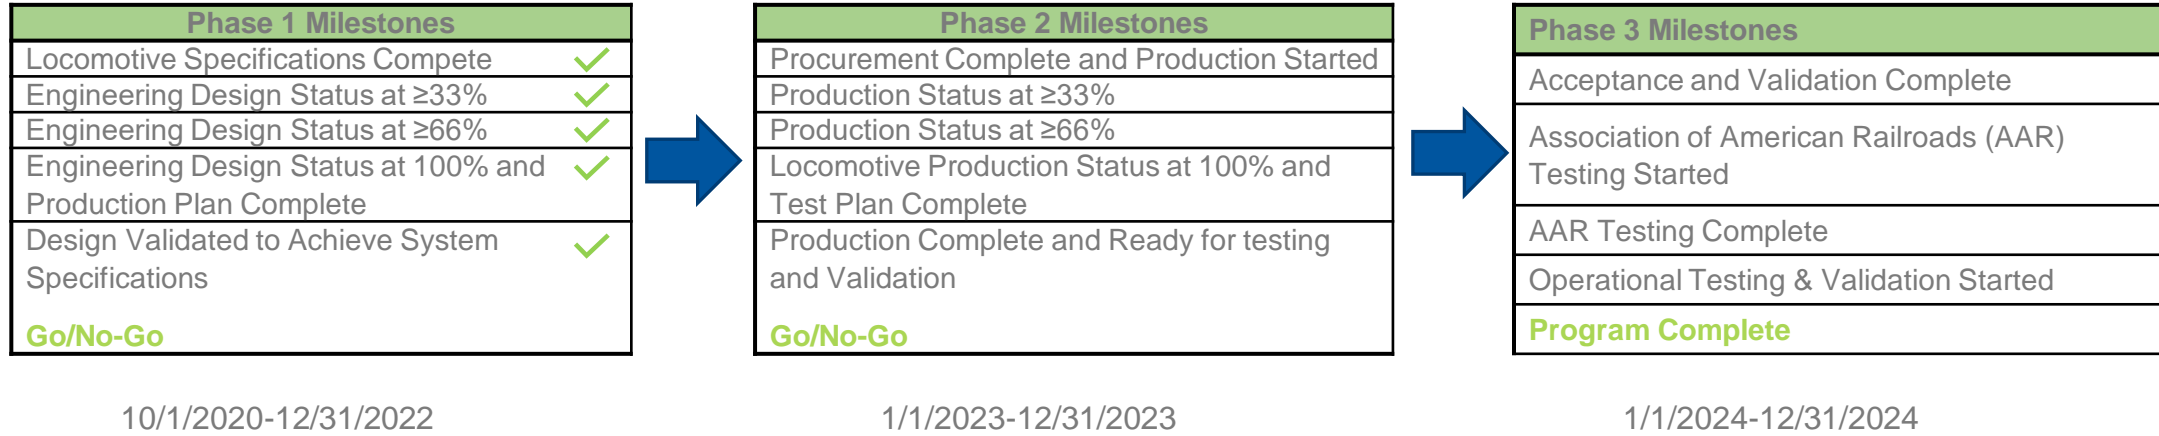 Phase 1 Milestones
Locomotive Specifications Compete
Engineering Design Status at ≥33%
Engineering Design Status at ≥66%
Engineering Design Status at 100% and
Production Plan Complete
Design Validated to Achieve System
Specifications
Go/No-Go
10/1/2020-12/31/2022
Phase 2 Milestones
Procurement Complete and Production Started
Production Status at ≥33%
Production Status at ≥66%
Locomotive Production Status at 100% and
Test Plan Complete
Production Complete and Ready for testing
and Validation
Go/No-Go
1/1/2023-12/31/2023
Phase 3 Milestones
Acceptance and Validation Complete
Association of American Railroads (AAR)
Testing Started
AAR Testing Complete
Operational Testing & Validation Started
Program Complete
1/1/2024-12/31/2024